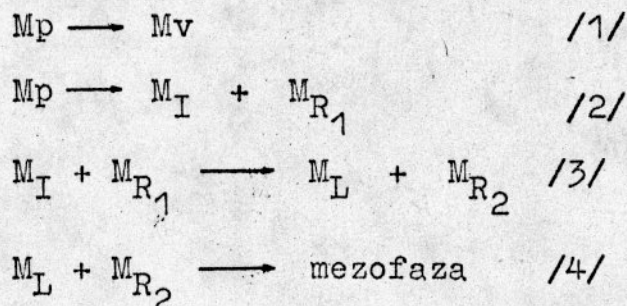 Mp → Mv /1/
Mp → M_I + M_R1 /2/
M_I + M_R1 → M_L + M_R2 /3/
M_L + M_R2 → mezofaza /4/